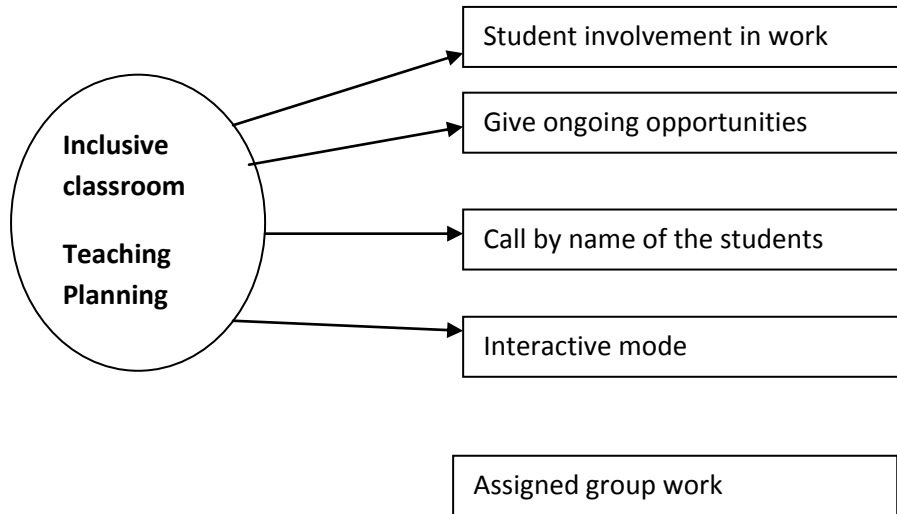 Student involvement in work
Give ongoing opportunities
Inclusive
classroom
Teaching
Planning
Call by name of the students
Interactive mode
Assigned group work